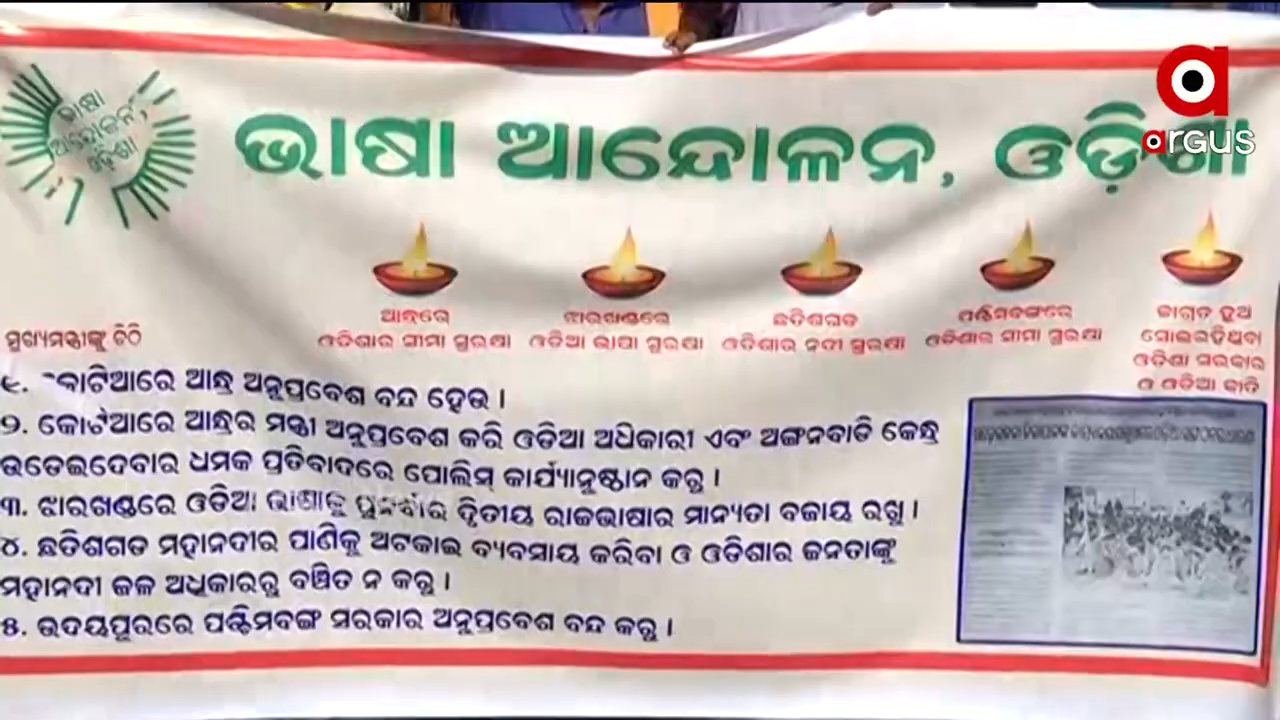 ଭାଷା
ଆନ୍ଦୋଳନ,
ଓଡ଼ିଶା
ଭାଷା ଆନ୍ଦୋଳନ, ଓଡ଼ିଶା
argus
ଆନ୍ଧ୍ରରେ
ଓଡିଶାର ସୀମା ସୁରକ୍ଷା
ଝାରଖଣ୍ଡରେ
ଓଡିଆ ଭାଷା ସୁରକ୍ଷା
ଛତିଶଗଡ
ଓଡିଶାର ନଦୀ ସୁରକ୍ଷା
ପଶ୍ଚିମବଙ୍ଗରେ
ଓଡିଶାର ସୀମା ସୁରକ୍ଷା
ଜାଗ୍ରତ ହୁଅ
ଶୋଇରହିଥିବା
ଓଡିଶା ସରକାର
ଓ ଓଡିଆ ଜାତି
ମୁଖ୍ୟମନ୍ତ୍ରୀଙ୍କୁ ଚିଠି
୧. କୋଟିଆରେ ଆନ୍ଧ୍ର ଅନୁପ୍ରବେଶ ବନ୍ଦ ହେଉ ।
୨. କୋଟିଆରେ ଆନ୍ଧ୍ରର ମନ୍ତ୍ରୀ ଅନୁପ୍ରବେଶ କରି ଓଡିଆ ଅଧିକାରୀ ଏବଂ ଅଙ୍ଗନବାଡି କେନ୍ଦ୍ର
ଉଡେଇଦେବାର ଧମକ ପ୍ରତିବାଦରେ ପୋଲିସ୍ କାର୍ଯ୍ୟାନୁଷ୍ଠାନ କରୁ ।
୩. ଝାରଖଣ୍ଡରେ ଓଡିଆ ଭାଷାକୁ ପୁନର୍ବାର ଦ୍ୱିତୀୟ ରାଜଭାଷାର ମାନ୍ୟତା ବଜାୟ ରଖୁ ।
୪. ଛତିଶଗଡ ମହାନଦୀର ପାଣିକୁ ଅଟକାଇ ବ୍ୟବସାୟ କରିବା ଓ ଓଡିଶାର ଜନତାଙ୍କୁ
ମହାନଦୀ ଜଳ ଅଧିକାରରୁ ବଞ୍ଚିତ ନ କରୁ ।
୫. ଉଦୟପୁରରେ ପଶ୍ଚିମବଙ୍ଗ ସରକାର ଅନୁପ୍ରବେଶ ବନ୍ଦ କରୁ ।